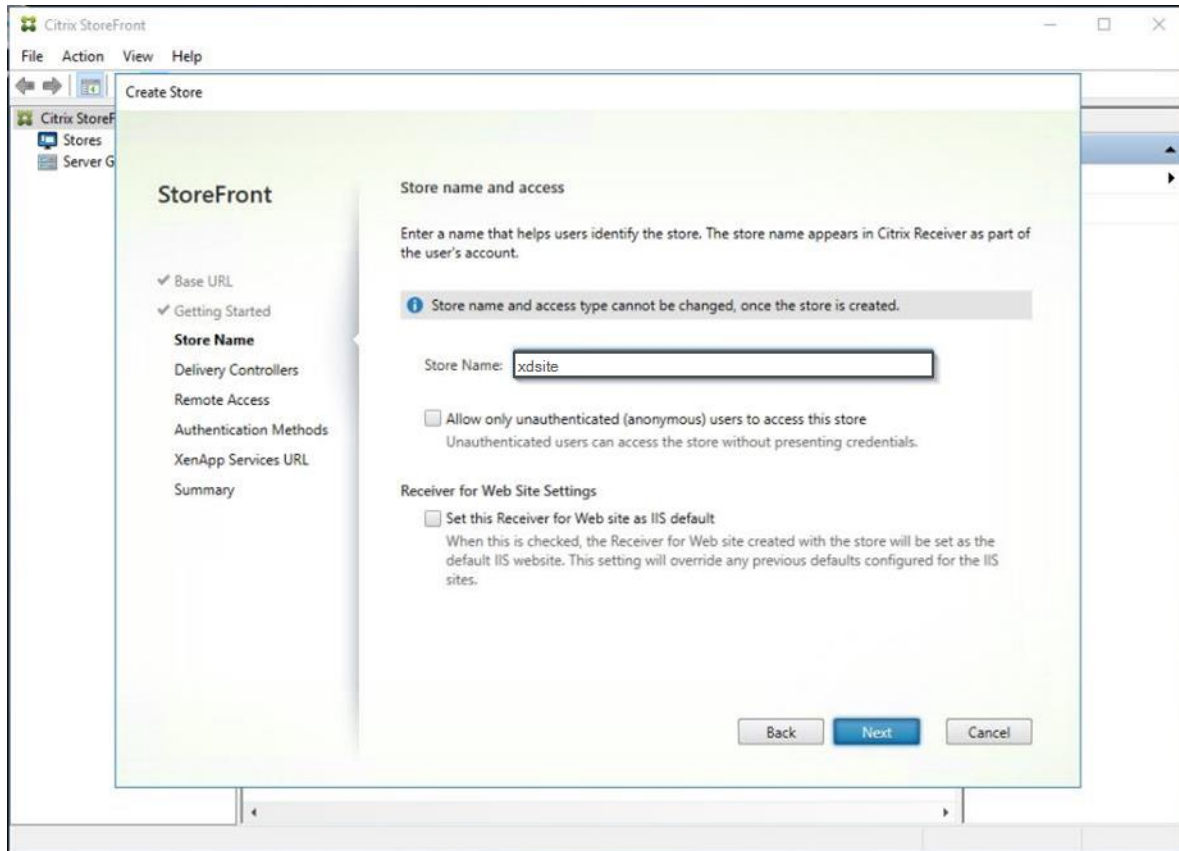 Citrix StoreFront
File Action View Help
Create Store
Citrix StoreF
Stores
Server G
StoreFront
Base URL
Getting Started
Store Name
Delivery Controllers
Remote Access
Authentication Methods
XenApp Services URL
Summary
Store name and access
Enter a name that helps users identify the store. The store name appears in Citrix Receiver as part of
the user's account.
Store name and access type cannot be changed, once the store is created.
Store Name: xdsite
Allow only unauthenticated (anonymous) users to access this store
Unauthenticated users can access the store without presenting credentials.
Receiver for Web Site Settings
Set this Receiver for Web site as IIS default
When this is checked, the Receiver for Web site created with the store will be set as the
default IIS website. This setting will override any previous defaults configured for the IIS
sites.
Back Next Cancel